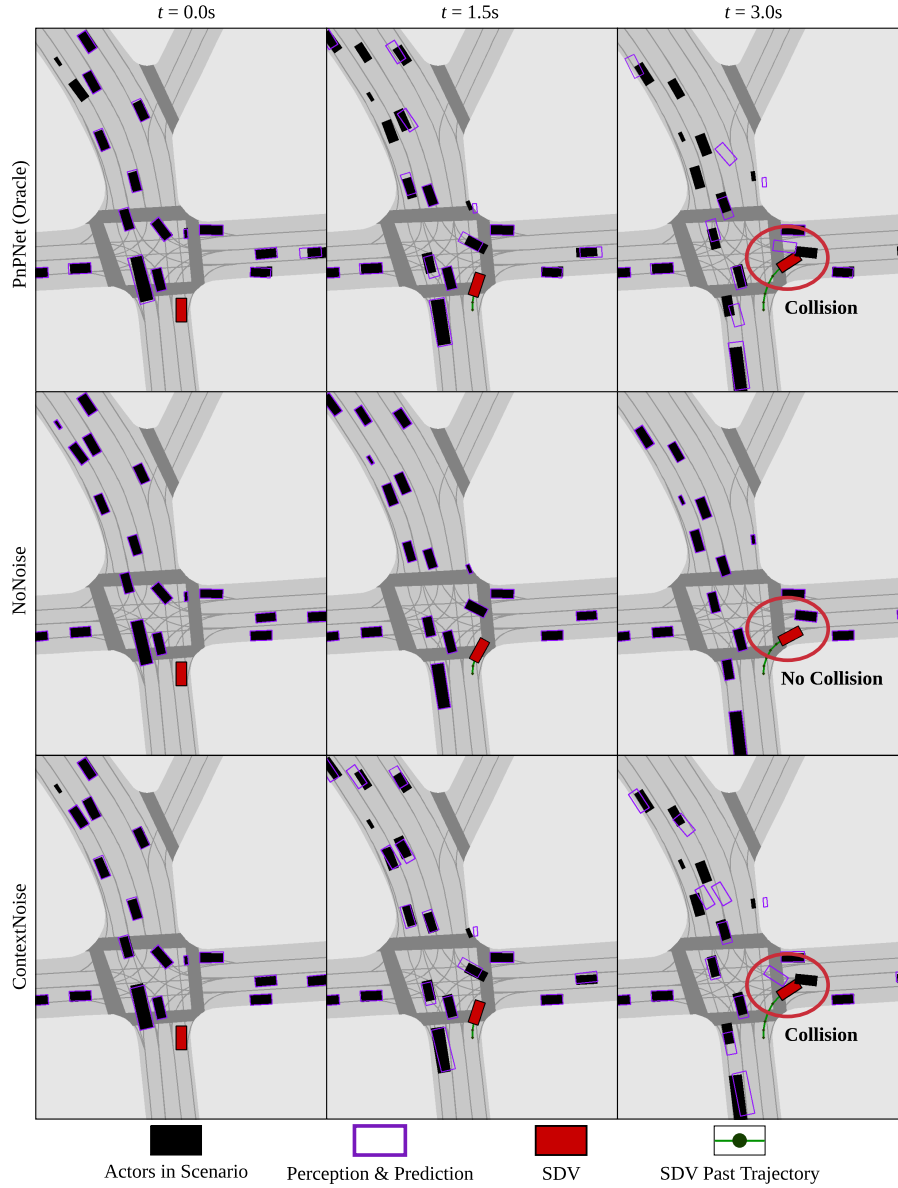 t = 0.0s
t = 1.5s
t = 3.0s
PnPNet (Oracle)
Collision
NoNoise
No Collision
ContextNoise
Collision
Actors in Scenario
Perception & Prediction
SDV
SDV Past Trajectory